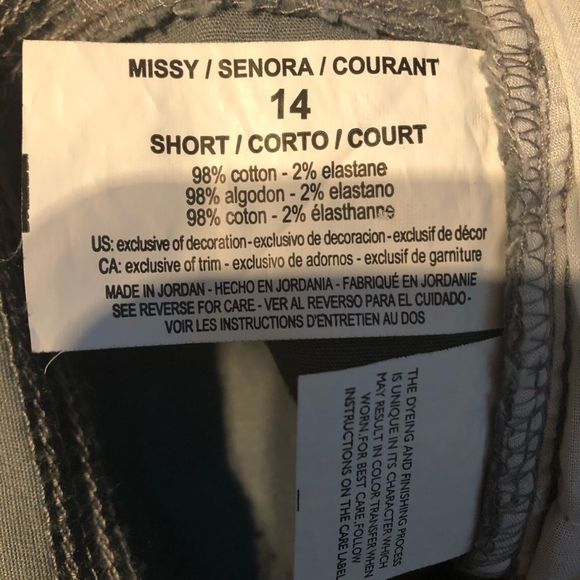 MISSY / SENORA / COURANT
14
SHORT / CORTO / COURT
98% cotton - 2% elastane
98% algodon - 2% elastano
98% coton - 2% élasthanne
US: exclusive of decoration-exclusivo de decoracion-exclusif de décor
CA: exclusive of trim - exclusivo de adornos - exclusif de garniture
MADE IN JORDAN - HECHO EN JORDANIA - FABRIQUÉ EN JORDANIE
SEE REVERSE FOR CARE - VER AL REVERSO PARA EL CUIDADO -
VOIR LES INSTRUCTIONS D'ENTRETIEN AU DOS
THE DYEING AND FINISHING PROCESS
IS UNIQUE IN ITS CHARACTER WHICH
MAY RESULT IN COLOR TRANSFER WHEN
WORN.FOR BEST CARE,FOLLOW
INSTRUCTIONS ON THE CARE LABEL